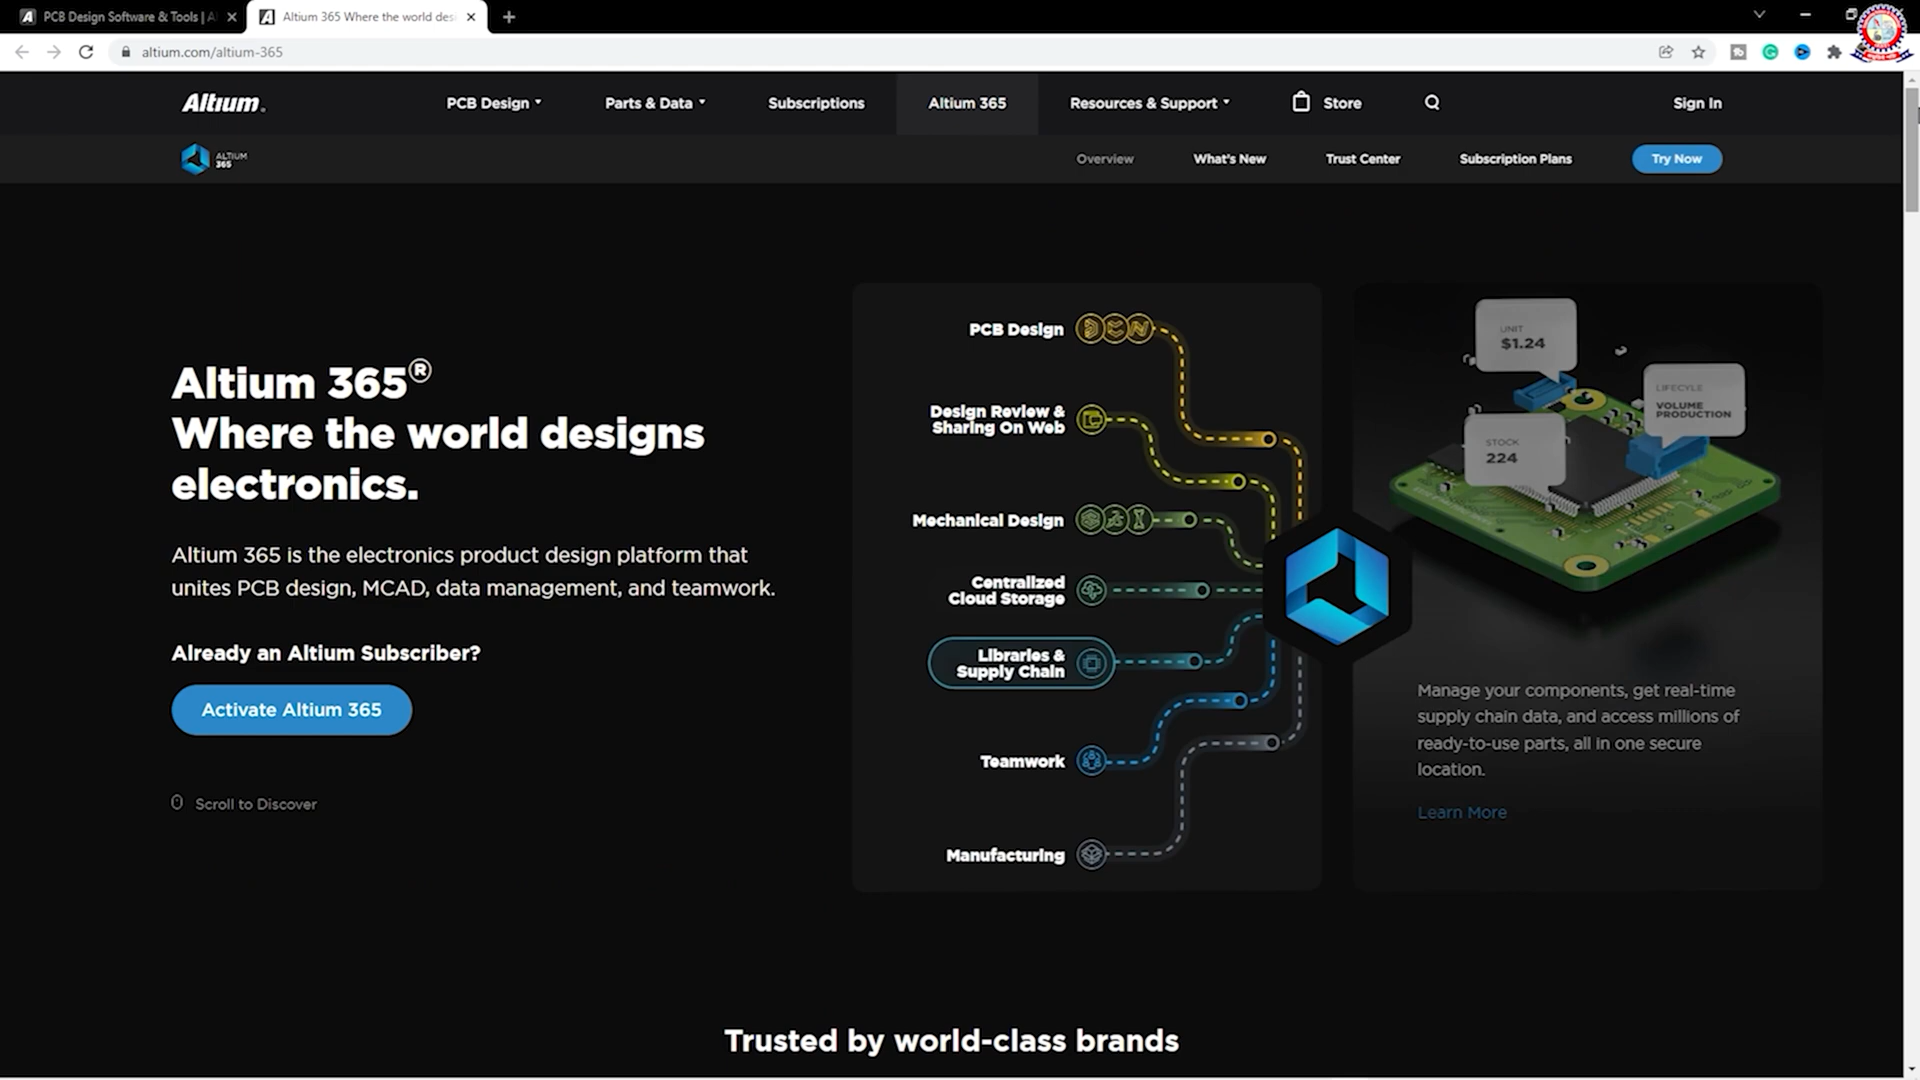 PCB Design Software & Tools | A
Altium 365 Where the world des
altium.com/altium-365
Altium.
PCB Design
Parts & Data
Subscriptions
Altium 365
Resources & Support
Store
Sign In
ALTIUM
365
Overview
What's New
Trust Center
Subscription Plans
Try Now
Altium 365®
Where the world designs
electronics.
Altium 365 is the electronics product design platform that
unites PCB design, MCAD, data management, and teamwork.
Already an Altium Subscriber?
Activate Altium 365
Scroll to Discover
PCB Design
Design Review &
Sharing On Web
Mechanical Design
Centralized
Cloud Storage
Libraries &
Supply Chain
Teamwork
Manufacturing
UNIT
$1.24
LIFECYLE
VOLUME
PRODUCTION
STOCK
224
Manage your components, get real-time
supply chain data, and access millions of
ready-to-use parts, all in one secure
location.
Learn More
Trusted by world-class brands